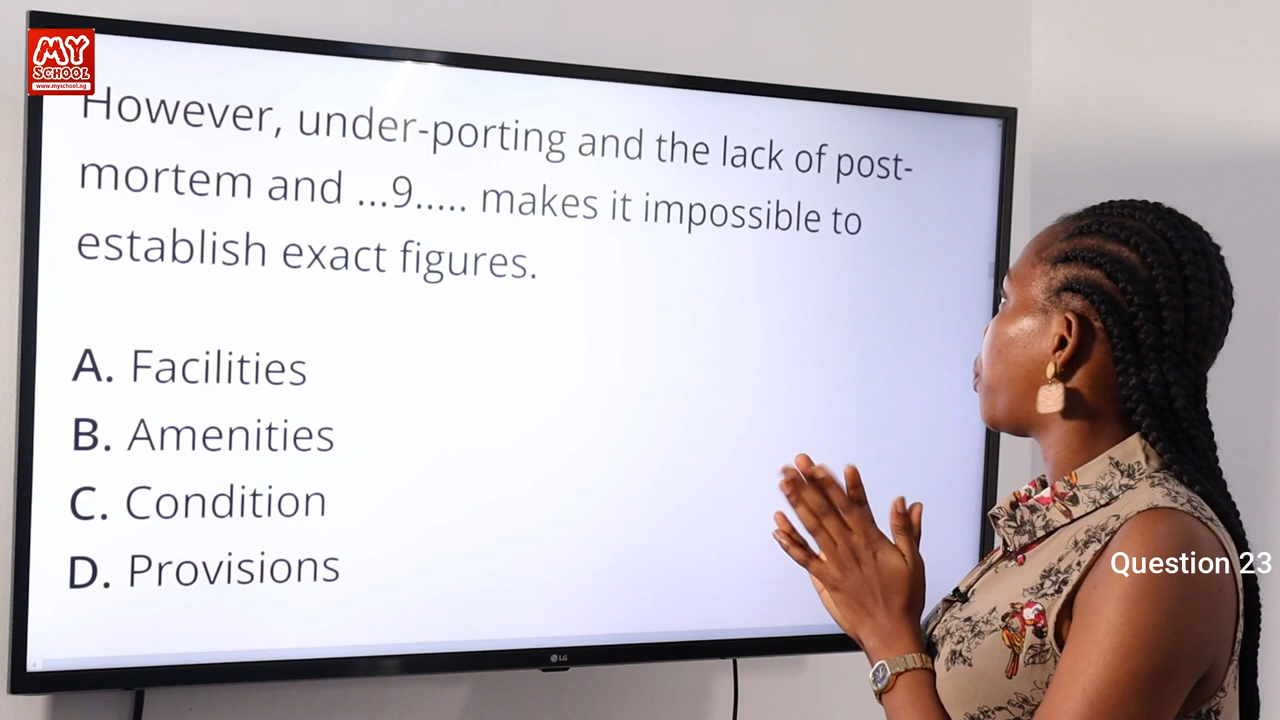 MY
SCHOOL
www.myschool.ng
However, under-porting and the lack of post-
mortem and ...9..... makes it impossible to
establish exact figures.
A. Facilities
B. Amenities
C. Condition
D. Provisions
Question 23
LG